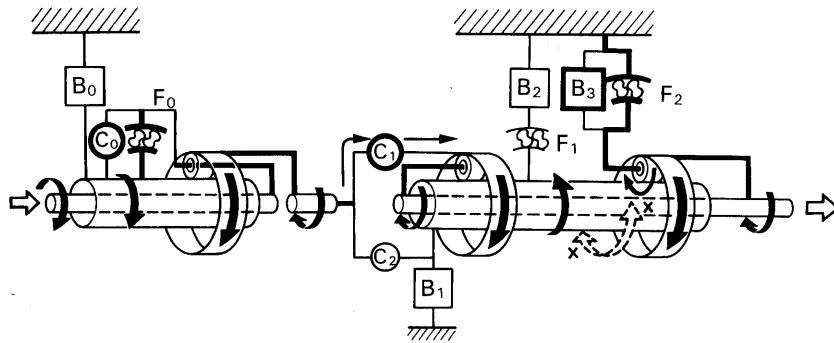 B₀
C₀
F₀
C₁
C₂
B₁
B₂
F₁
B₃
F₂
x
x